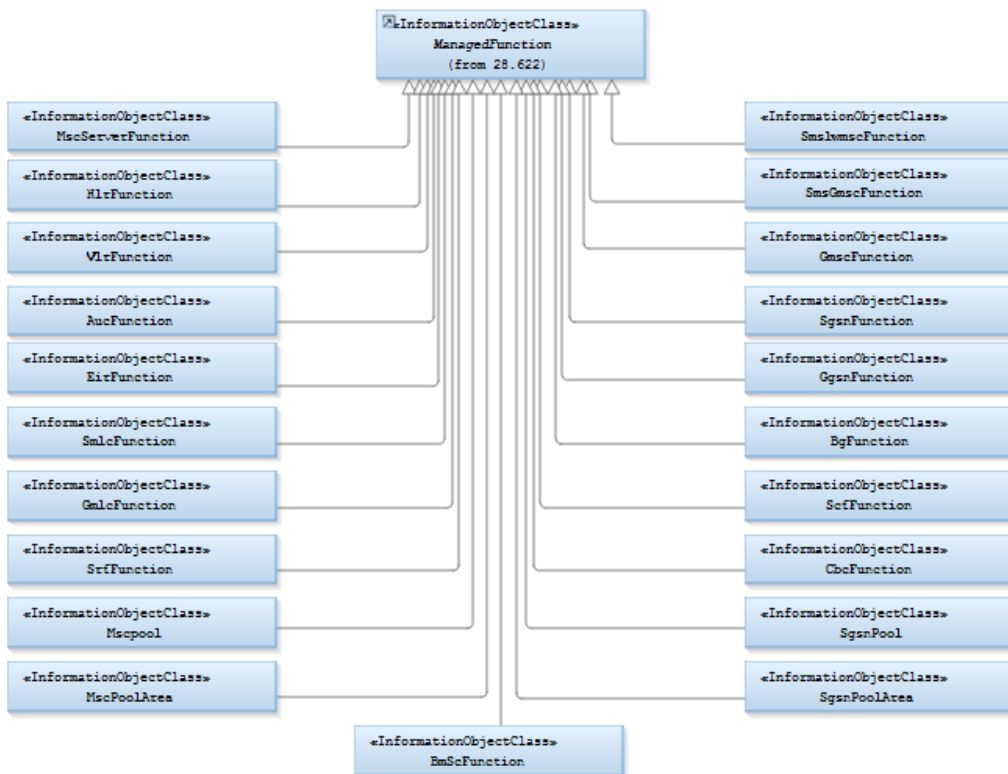 «InformationObjectClass»
ManagedFunction
(from 28.622)
«InformationObjectClass»
MscServerFunction
«InformationObjectClass»
HlrFunction
«InformationObjectClass»
VlrFunction
«InformationObjectClass»
AucFunction
«InformationObjectClass»
EirFunction
«InformationObjectClass»
SmlcFunction
«InformationObjectClass»
GmlcFunction
«InformationObjectClass»
SrfFunction
«InformationObjectClass»
Mscpool
«InformationObjectClass»
MscPoolArea
«InformationObjectClass»
SmsIwmscFunction
«InformationObjectClass»
SmsGmscFunction
«InformationObjectClass»
GmscFunction
«InformationObjectClass»
SgsnFunction
«InformationObjectClass»
GgsnFunction
«InformationObjectClass»
BgFunction
«InformationObjectClass»
ScfFunction
«InformationObjectClass»
CbcFunction
«InformationObjectClass»
SgsnPool
«InformationObjectClass»
SgsnPoolArea
«InformationObjectClass»
BmScFunction